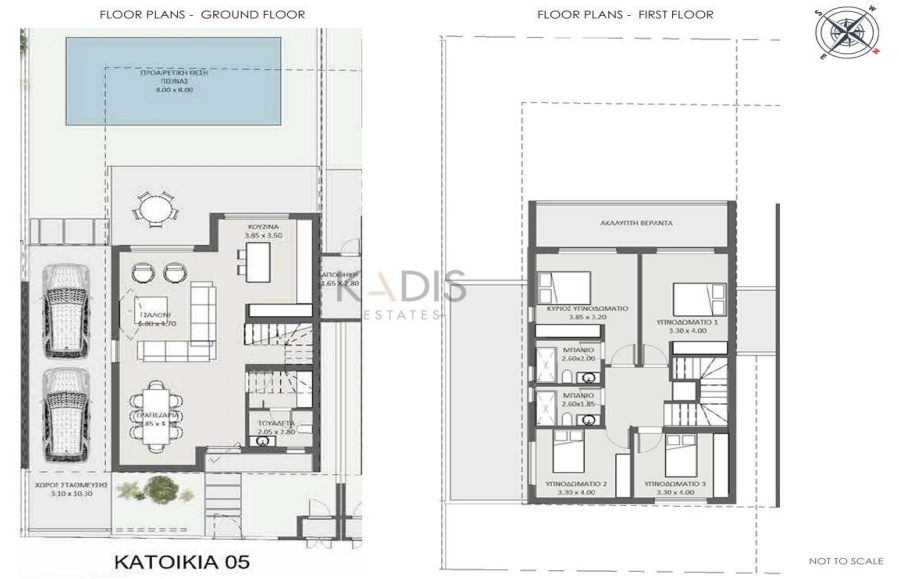 FLOOR PLANS - GROUND FLOOR
FLOOR PLANS - FIRST FLOOR
S
W
E
N
ΠΡΟΑΙΡΕΤΙΚΗ ΘΕΣΗ
ΠΙΣΙΝΑΣ
4.00 x 6.00
ΚΟΥΖΙΝΑ
3.85 x 3.50
ΑΠΟΘΗΚΗ
1.65 x 2.80
ΣΑΛΟΝΙ
5.00 x 4.70
ΤΡΑΠΕΖΑΡΙΑ
ΤΟΥΑΛΕΤΑ
2.05 x 2.80
ΧΩΡΟΣ ΣΤΑΘΜΕΥΣΗΣ
3.10 x 10.30
ΚΑΤΟΙΚΙΑ 05
ΑΚΑΛΥΠΤΗ ΒΕΡΑΝΤΑ
ΚΥΡΙΟΣ ΥΠΝΟΔΩΜΑΤΙΟ
3.85 x 3.20
ΥΠΝΟΔΩΜΑΤΙΟ 1
3.30 x 4.00
ΜΠΑΝΙΟ
2.60x2.00
ΜΠΑΝΙΟ
2.60x1.85
ΥΠΝΟΔΩΜΑΤΙΟ 2
3.30 x 4.00
ΥΠΝΟΔΩΜΑΤΙΟ 3
3.30 x 4.00
KADIS
ESTATES
NOT TO SCALE